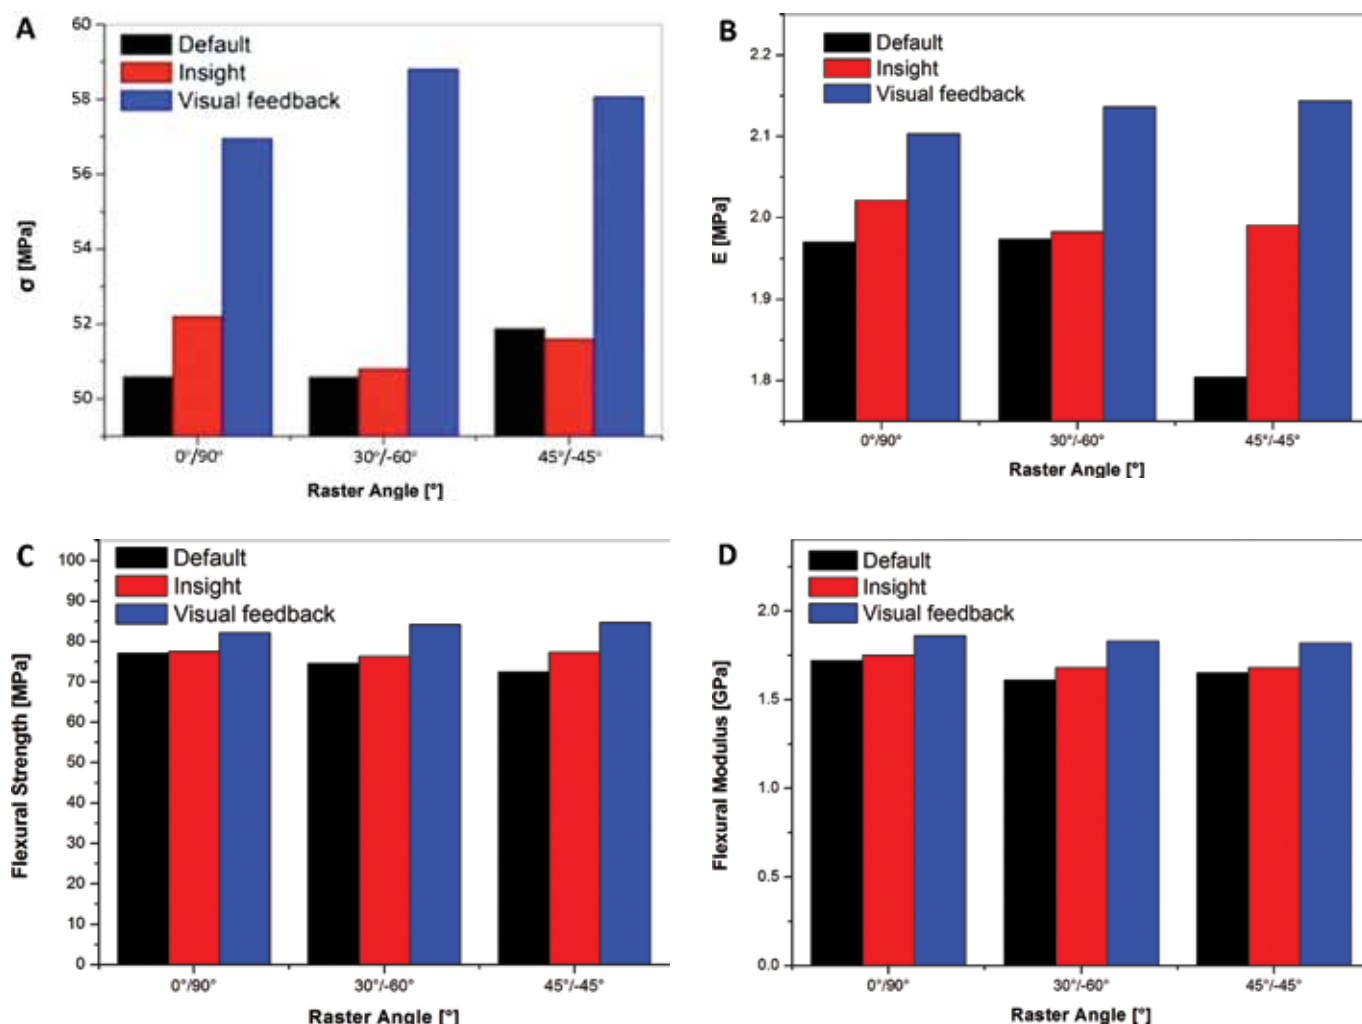 A
Default
Insight
Visual feedback
60
58
56
54
52
50
σ [MPa]
0°/90°
30°/-60°
45°/-45°
Raster Angle [°]
B
Default
Insight
Visual feedback
2.2
2.1
2.0
1.9
1.8
E [MPa]
0°/90°
30°/-60°
45°/-45°
Raster Angle [°]
C
Default
Insight
Visual feedback
100
90
80
70
60
50
40
30
20
10
0
Flexural Strength [MPa]
0°/90°
30°/-60°
45°/-45°
Raster Angle [°]
D
Default
Insight
Visual feedback
2.0
1.5
1.0
0.5
0.0
Flexural Modulus [GPa]
0°/90°
30°/-60°
45°/-45°
Raster Angle [°]